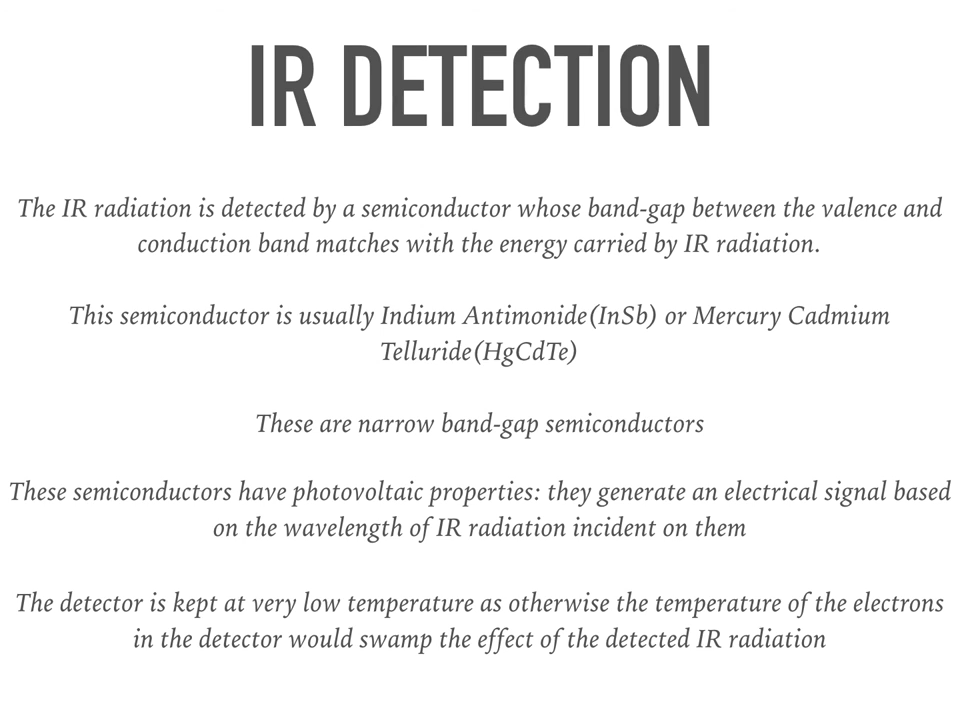 IR DETECTION
The IR radiation is detected by a semiconductor whose band-gap between the valence and
conduction band matches with the energy carried by IR radiation.
This semiconductor is usually Indium Antimonide(InSb) or Mercury Cadmium
Telluride(HgCdTe)
These are narrow band-gap semiconductors
These semiconductors have photovoltaic properties: they generate an electrical signal based
on the wavelength of IR radiation incident on them
The detector is kept at very low temperature as otherwise the temperature of the electrons
in the detector would swamp the effect of the detected IR radiation